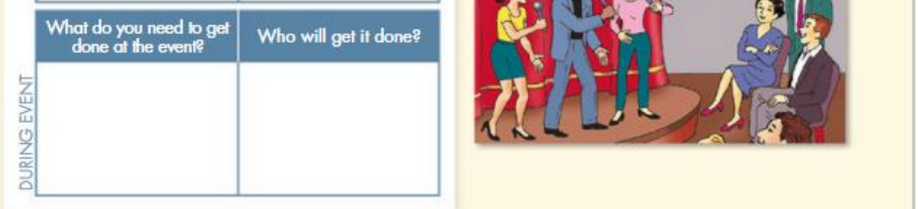 What do you need to get
done at the event?
Who will get it done?
DURING EVENT